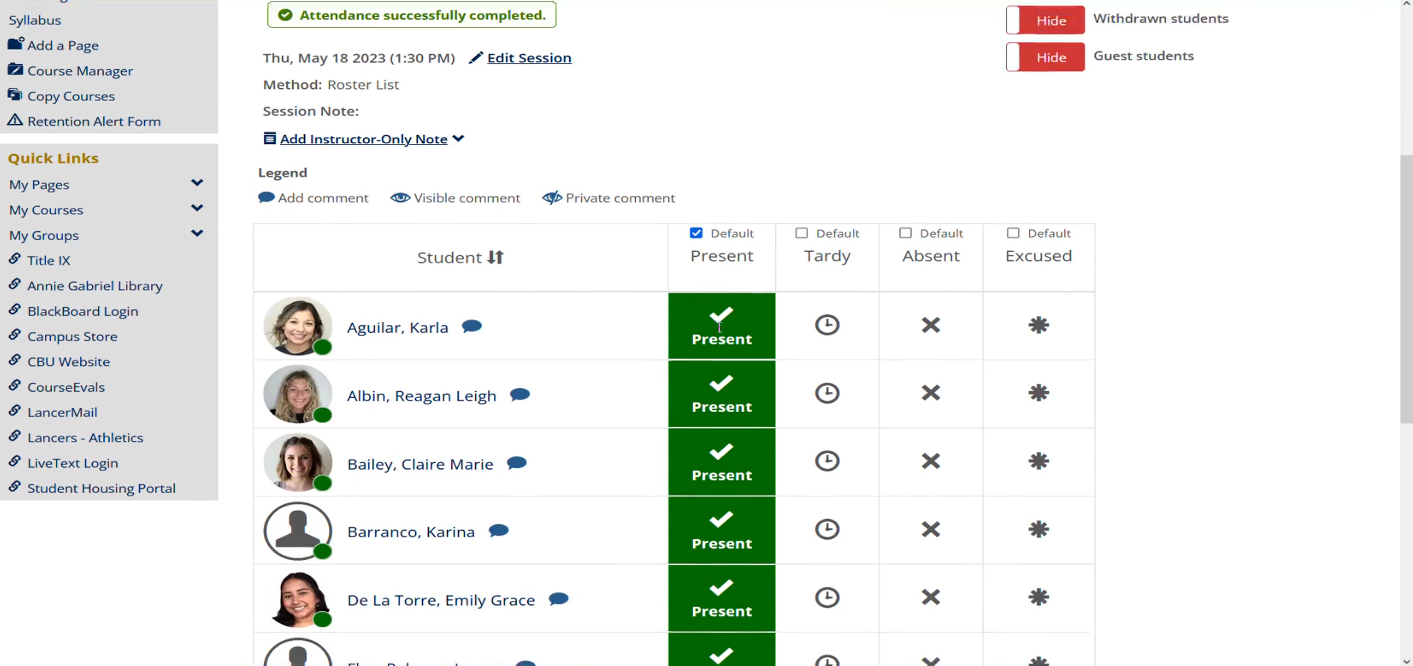 Syllabus
Add a Page
Course Manager
Copy Courses
Retention Alert Form
Quick Links
My Pages
My Courses
My Groups
Title IX
Annie Gabriel Library
BlackBoard Login
Campus Store
CBU Website
CourseEvals
LancerMail
Lancers - Athletics
LiveText Login
Student Housing Portal
Attendance successfully completed.
Hide Withdrawn students
Hide Guest students
Thu, May 18 2023 (1:30 PM) Edit Session
Method: Roster List
Session Note:
Add Instructor-Only Note
Legend
Add comment Visible comment Private comment
Default Default Default Default
Student Present Tardy Absent Excused
Aguilar, Karla Present
Albin, Reagan Leigh Present
Bailey, Claire Marie Present
Barranco, Karina Present
De La Torre, Emily Grace Present